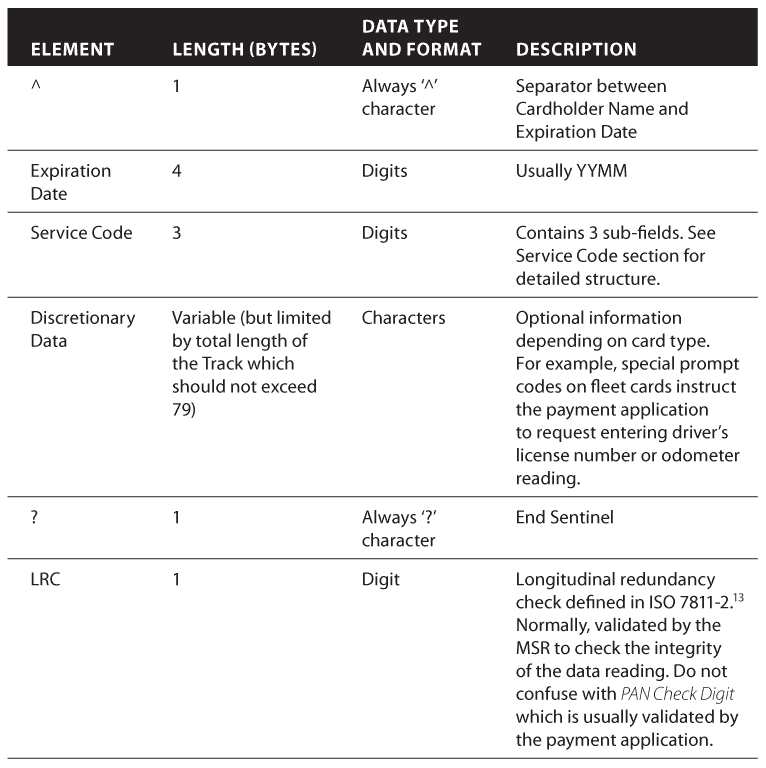 ELEMENT LENGTH (BYTES) DATA TYPE AND FORMAT DESCRIPTION
^ 1 Always ‘^’ Separator between
character Cardholder Name and
Expiration Date
Expiration 4 Digits Usually YYMM
Date
Service Code 3 Digits Contains 3 sub-fields. See
Service Code section for
detailed structure.
Discretionary Variable (but limited Characters Optional information
Data by total length of depending on card type.
the Track which For example, special prompt
should not exceed codes on fleet cards instruct
79) the payment application
to request entering driver’s
license number or odometer
reading.
? 1 Always ‘?’ End Sentinel
character
LRC 1 Digit Longitudinal redundancy
check defined in ISO 7811-2.13
Normally, validated by the
MSR to check the integrity
of the data reading. Do not
confuse with PAN Check Digit
which is usually validated by
the payment application.